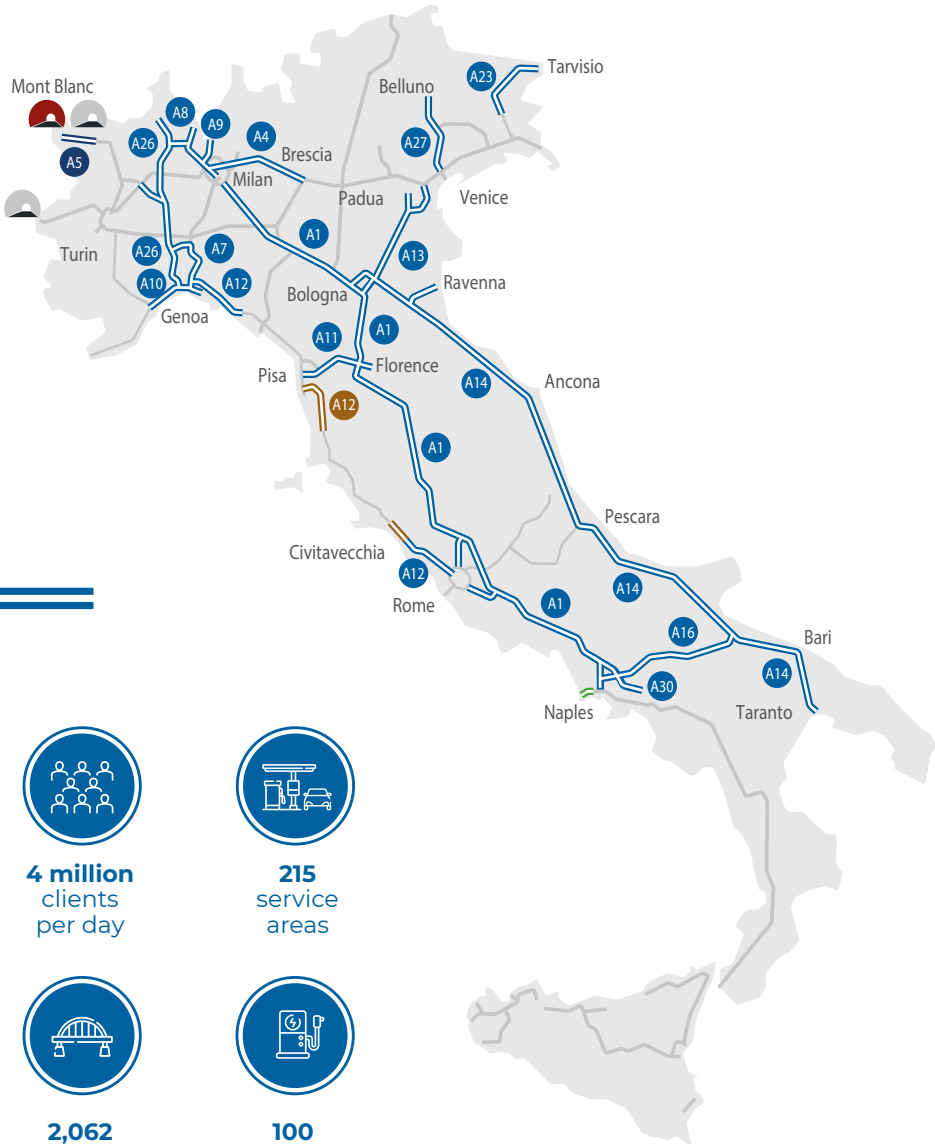 Tarvisio
A23
Mont Blanc
Belluno
A8
A9
A26
A4
A27
A5
Brescia
Milan
Padua
Venice
A1
A7
A26
Turin
A13
A10
A12
Ravenna
Bologna
Genoa
A11
A1
Florence
Pisa
A14
Ancona
A12
A1
Pescara
Civitavecchia
A12
A14
Rome
A1
A16
Bari
A14
A30
Naples
Taranto
4 million
clients
per day
215
service
areas
2,062
100